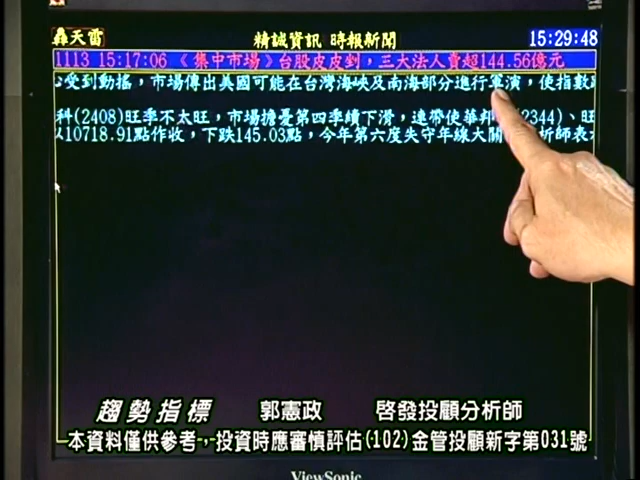 轟天雷 精誠資訊 時報新聞 15:29:48
1113 15:17:06 《集中市場》台股皮皮剉，三大法人賣超144.56億元
心受到動搖，市場傳出美國可能在台灣海峽及南海部分進行軍演，使指數
科(2408)旺季不太旺，市場擔憂第四季續下滑，連帶使華邦 (2344)、旺
10718.91點作收，下跌145.03點，今年第六度失守年線大關 析師表
趨勢指標 郭憲政 啓發投顧分析師
本資料僅供參考-,-投資時應審慎評估(102)金管投顧新字第031號
ViewSonic